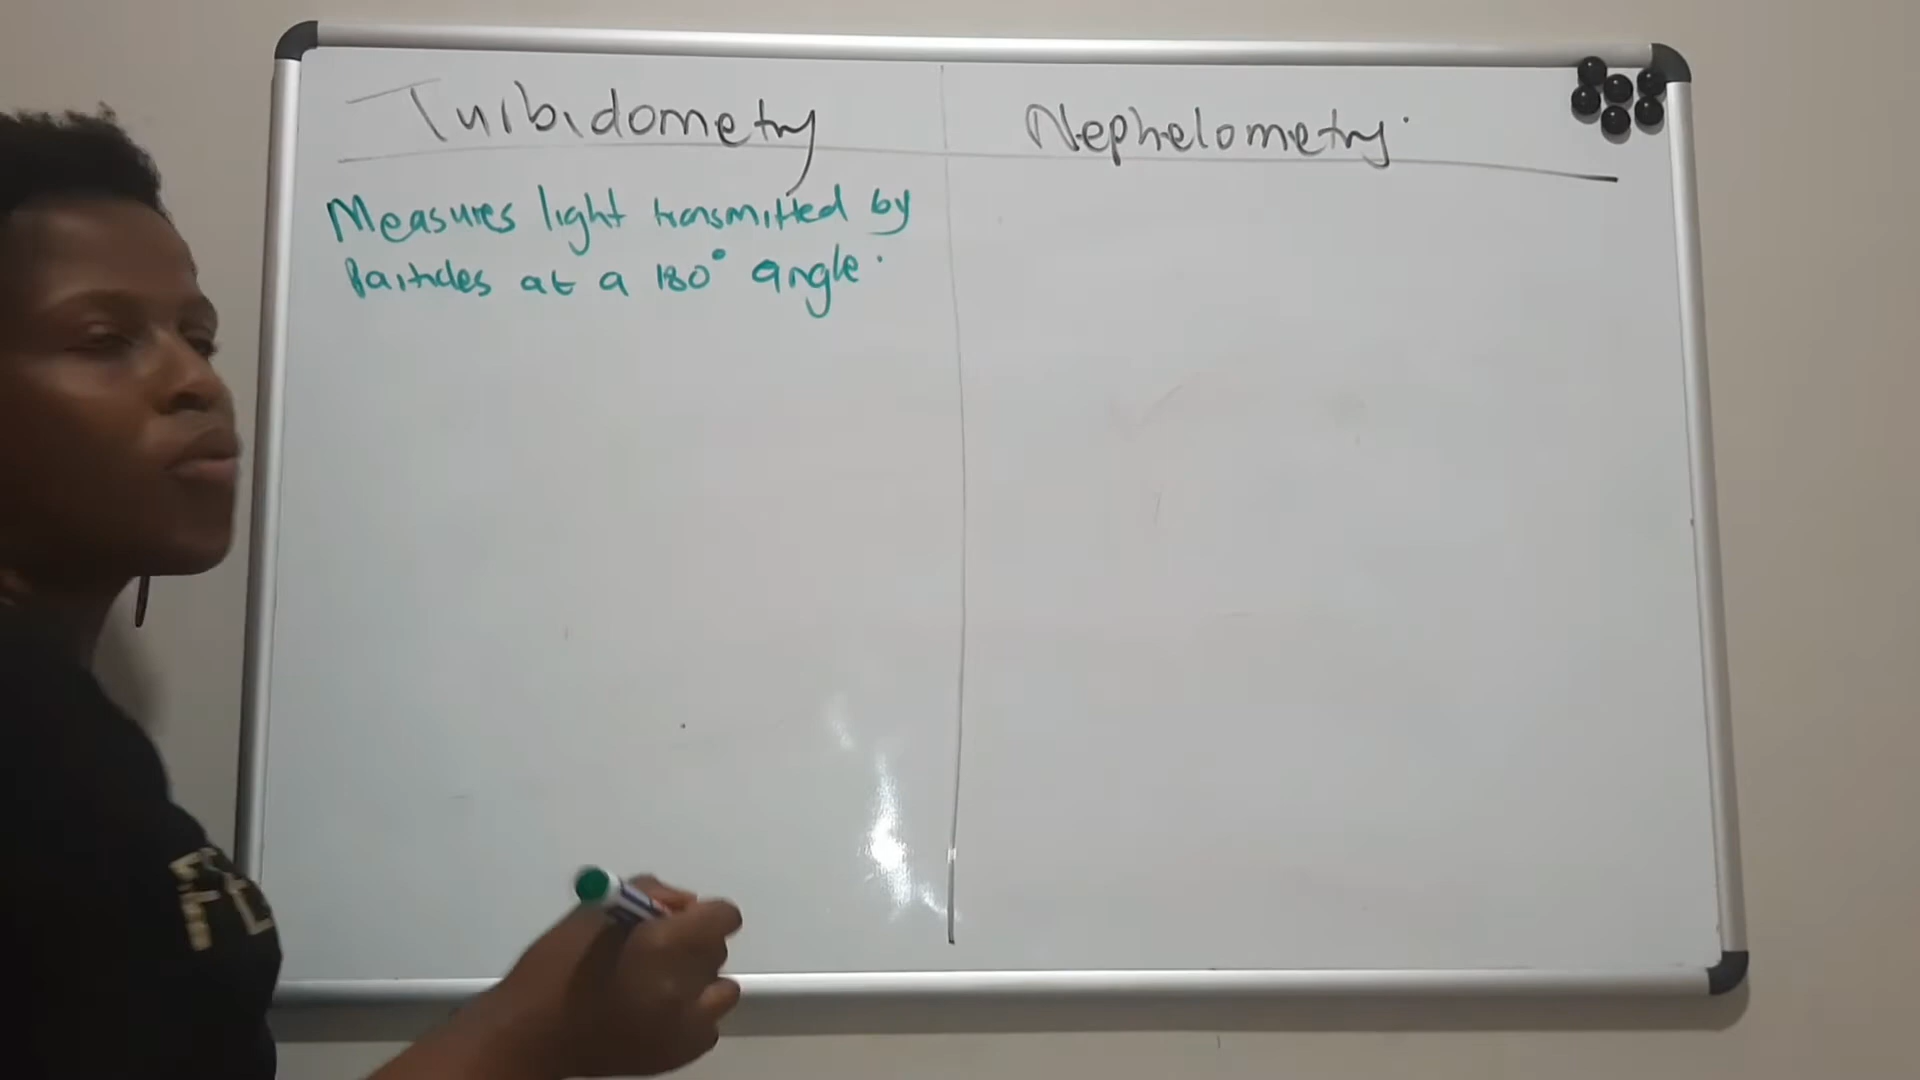 Turbidometry
Nephelometry.
Measures light transmitted by
Particles at a 180° angle.